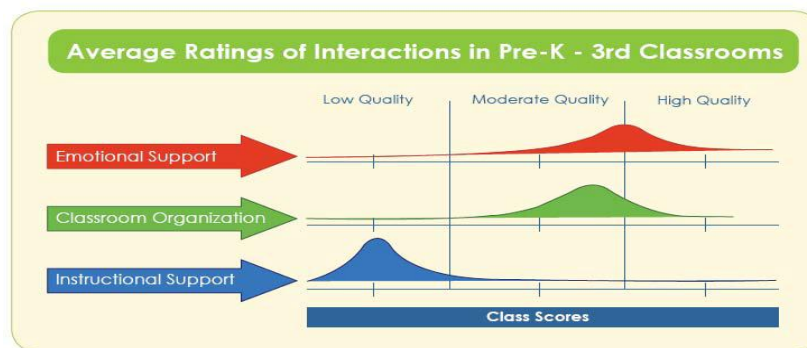 Average Ratings of Interactions in Pre-K - 3rd Classrooms
Low Quality
Moderate Quality
High Quality
Emotional Support
Classroom Organization
Instructional Support
Class Scores